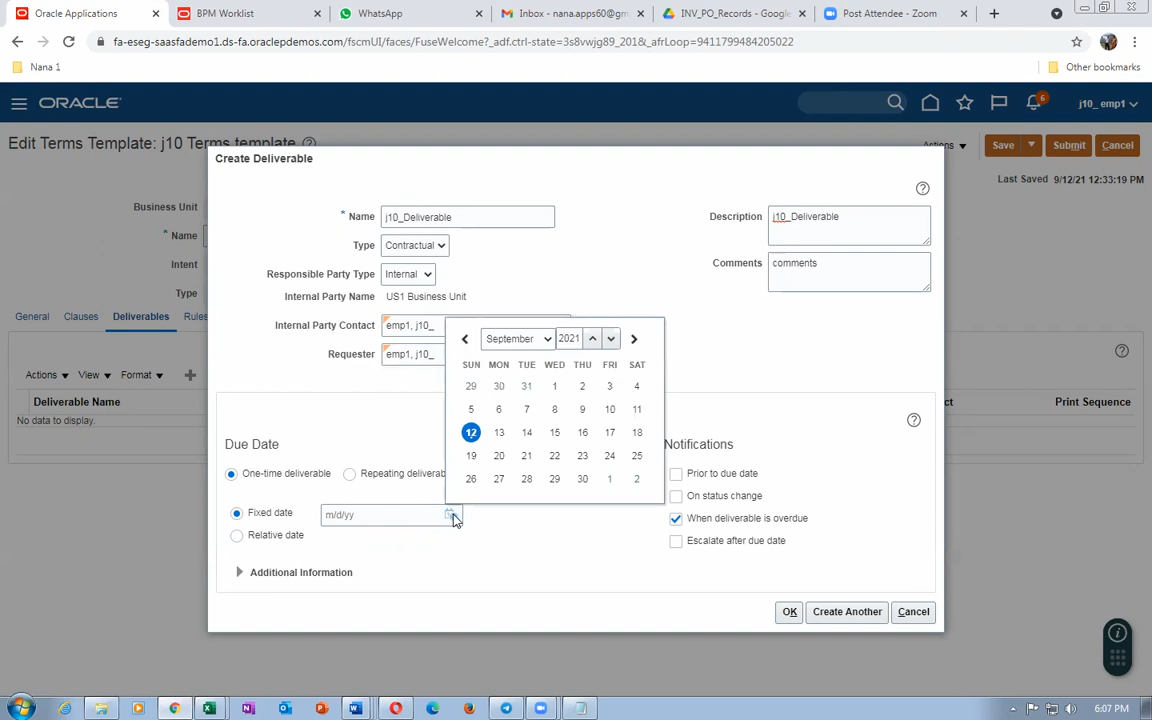 Oracle Applications
BPM Worklist
WhatsApp
Inbox - nana.apps60@gm
INV_PO_Records - Google
Post Attendee - Zoom
fa-eseg-saasfademo1.ds-fa.oraclepdemos.com/fscmUI/faces/FuseWelcome?_adf.ctrl-state=3s8vwjg89_201&_afrLoop=9411799484205022
Nana 1
Other bookmarks
ORACLE
6
j10_ emp1
Edit Terms Template: j10 Terms template
Actions
Save
Submit
Cancel
Last Saved 9/12/21 12:33:19 PM
Business Unit
Name
Intent
Type
General
Clauses
Deliverables
Rules
Actions
View
Format
Deliverable Name
Print Sequence
No data to display.
Create Deliverable
* Name j10_Deliverable
Type Contractual
Responsible Party Type Internal
Internal Party Name US1 Business Unit
Internal Party Contact emp1, j10_
Requester emp1, j10_
Description j10_Deliverable
Comments comments
September 2021
SUN MON TUE WED THU FRI SAT
29 30 31 1 2 3 4
5 6 7 8 9 10 11
12 13 14 15 16 17 18
19 20 21 22 23 24 25
26 27 28 29 30 1 2
Due Date
One-time deliverable
Fixed date m/d/yy
Relative date
Additional Information
Notifications
Prior to due date
On status change
When deliverable is overdue
Escalate after due date
OK
Create Another
Cancel
6:07 PM